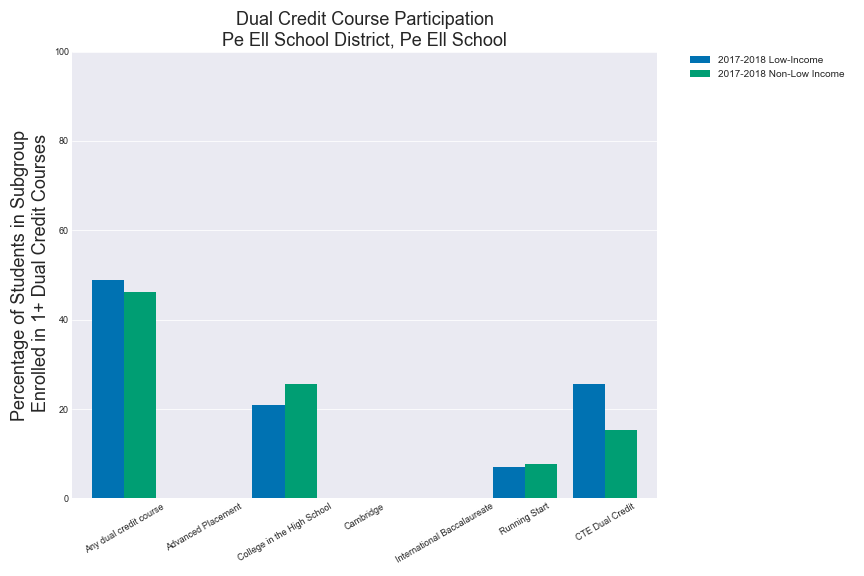 Dual Credit Course Participation
Pe Ell School District, Pe Ell School
2017-2018 Low-Income
2017-2018 Non-Low Income
Percentage of Students in Subgroup
Enrolled in 1+ Dual Credit Courses
100
80
60
40
20
0
Any dual credit course
Advanced Placement
College in the High School
Cambridge
International Baccalaureate
Running Start
CTE Dual Credit